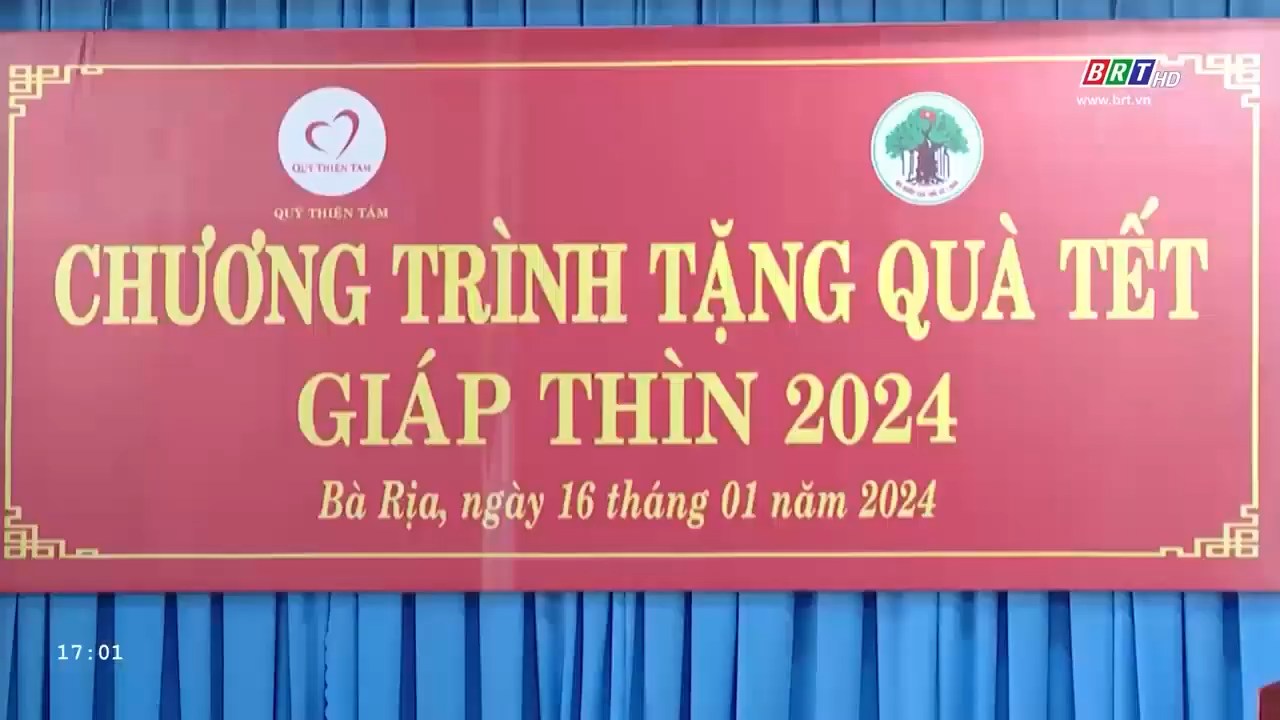 BRT HD
www.brt.vn
QUỸ THIỆN TÂM
QUỸ THIỆN TÂM
CHƯƠNG TRÌNH TẶNG QUÀ TẾT
GIÁP THÌN 2024
Bà Rịa, ngày 16 tháng 01 năm 2024
17:01